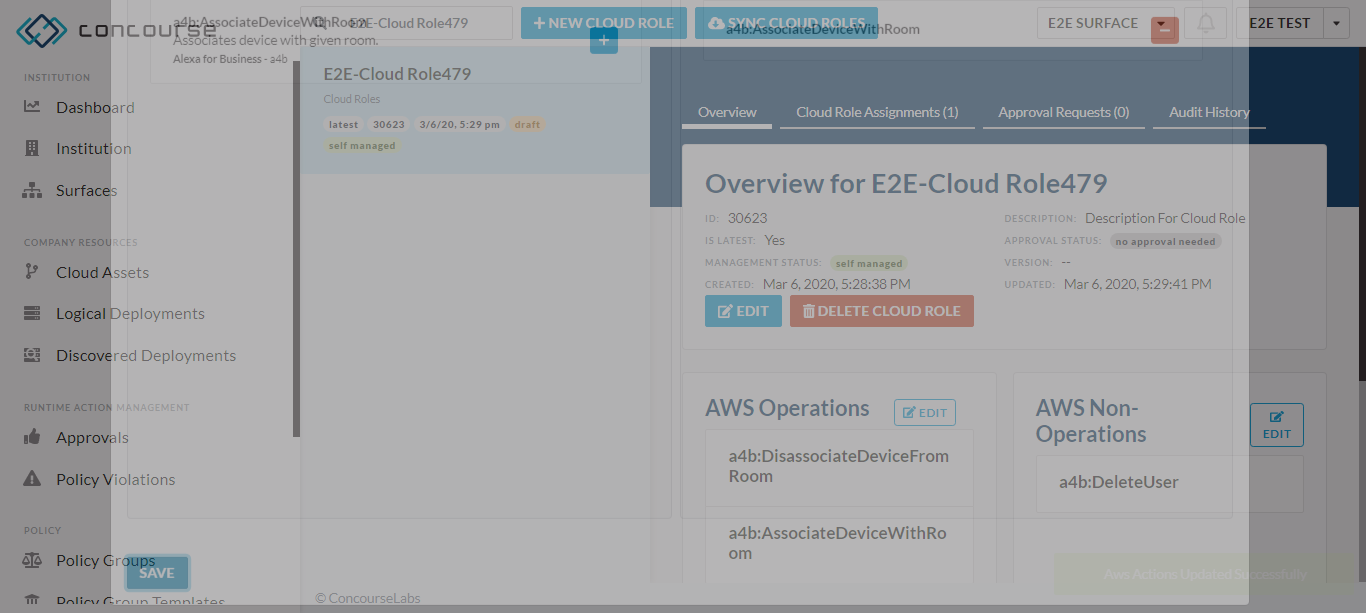 concourse
a4b:AssociateDeviceWithRoom
Associates device with given room.
Alexa for Business - a4b
E2E-Cloud Role479
NEW CLOUD ROLE
SYNC CLOUD ROLES
a4b:AssociateDeviceWithRoom
E2E SURFACE
E2E TEST
INSTITUTION
Dashboard
Institution
Surfaces
COMPANY RESOURCES
Cloud Assets
Logical Deployments
Discovered Deployments
RUNTIME ACTION MANAGEMENT
Approvals
Policy Violations
POLICY
Policy Groups
Policy Group Templates
SAVE
E2E-Cloud Role479
Cloud Roles
latest 30623 3/6/20, 5:29 pm draft
self managed
© ConcourseLabs
Overview
Cloud Role Assignments (1)
Approval Requests (0)
Audit History
Overview for E2E-Cloud Role479
ID: 30623
IS LATEST: Yes
MANAGEMENT STATUS: self managed
CREATED: Mar 6, 2020, 5:28:38 PM
DESCRIPTION: Description For Cloud Role
APPROVAL STATUS: no approval needed
VERSION: --
UPDATED: Mar 6, 2020, 5:29:41 PM
EDIT
DELETE CLOUD ROLE
AWS Operations
EDIT
a4b:DisassociateDeviceFrom
Room
a4b:AssociateDeviceWithRo
om
AWS Non-
Operations
EDIT
a4b:DeleteUser
Aws Actions Updated Successfully